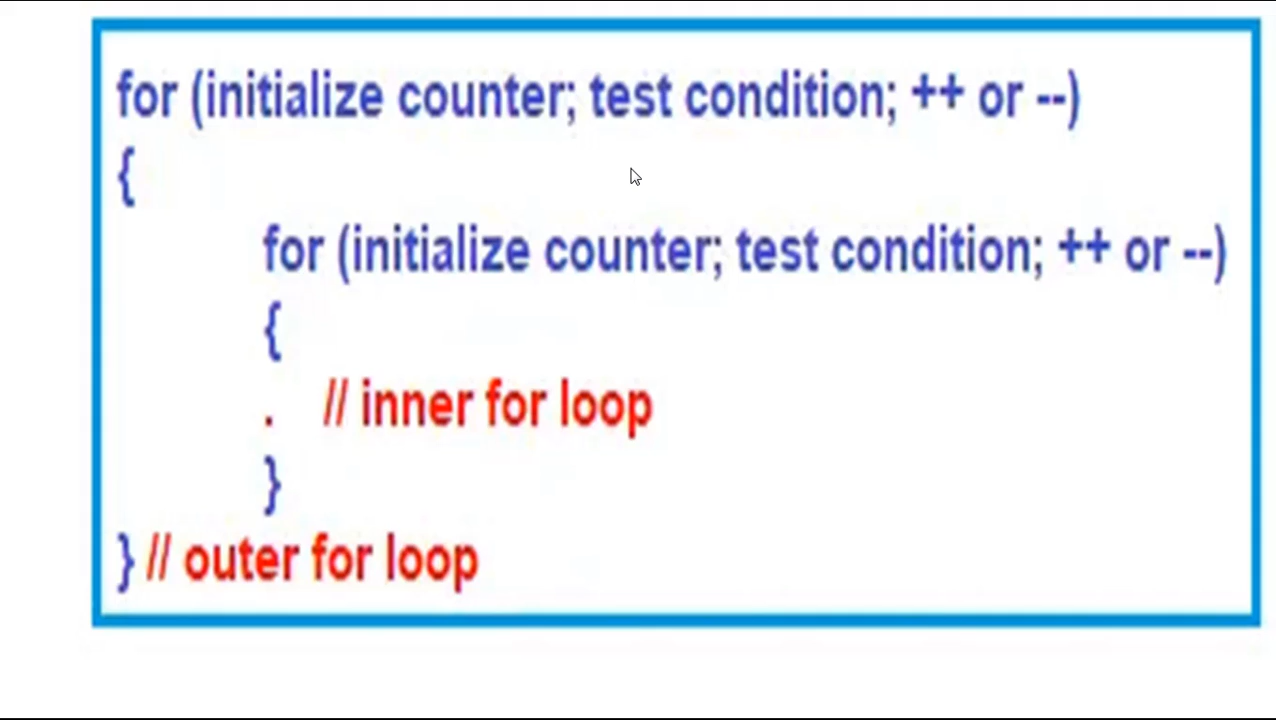 for (initialize counter; test condition; ++ or --)
{
for (initialize counter; test condition; ++ or --)
{
. // inner for loop
}
} // outer for loop